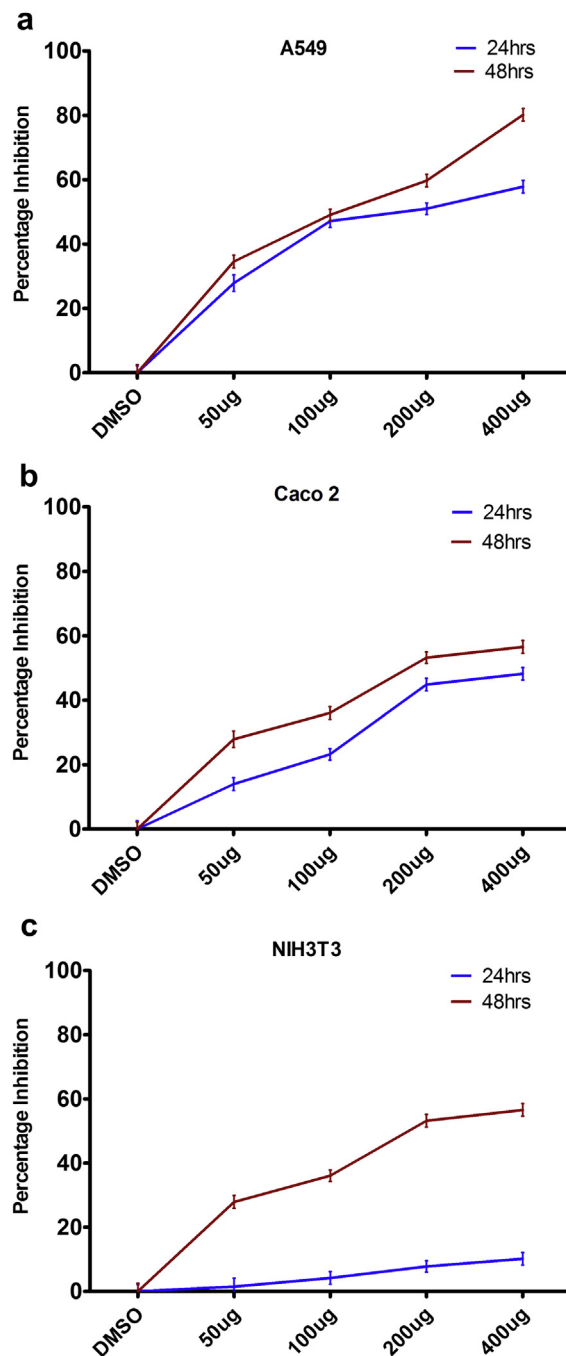 a
A549
24hrs
48hrs
Percentage Inhibition
100
80
60
40
20
0
DMSO
50ug
100ug
200ug
400ug
b
Caco 2
24hrs
48hrs
Percentage Inhibition
100
80
60
40
20
0
DMSO
50ug
100ug
200ug
400ug
c
NIH3T3
24hrs
48hrs
Percentage Inhibition
100
80
60
40
20
0
DMSO
50ug
100ug
200ug
400ug